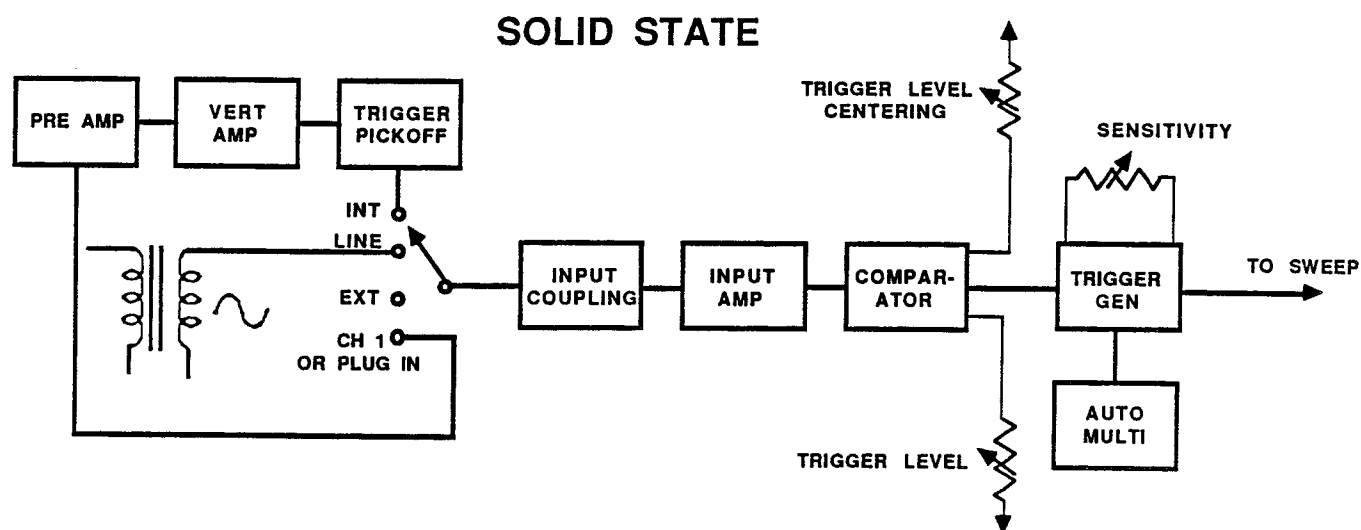 SOLID STATE
PRE AMP
VERT
AMP
TRIGGER
PICKOFF
TRIGGER LEVEL
CENTERING
SENSITIVITY
INT
LINE
EXT
CH 1
OR PLUG IN
INPUT
COUPLING
INPUT
AMP
COMPAR-
ATOR
TRIGGER
GEN
TO SWEEP
AUTO
MULTI
TRIGGER LEVEL